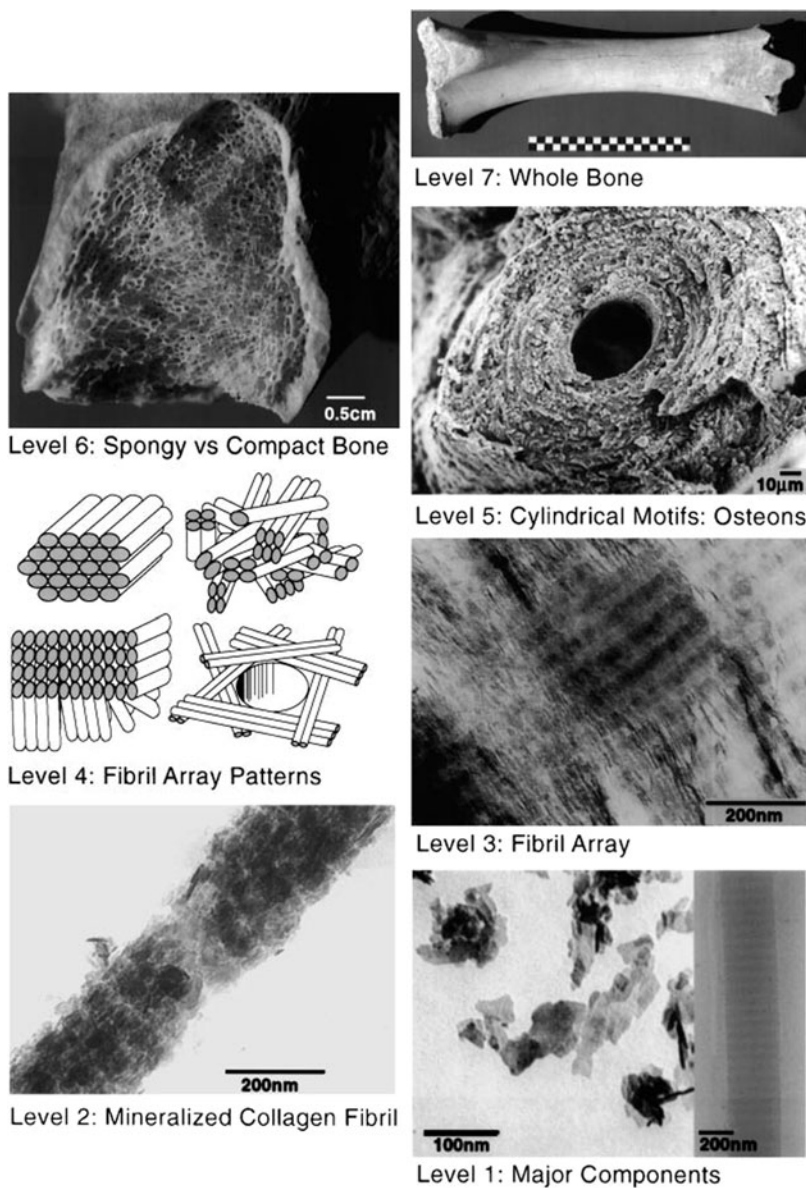 Level 7: Whole Bone
0.5cm
Level 6: Spongy vs Compact Bone
10μm
Level 5: Cylindrical Motifs: Osteons
Level 4: Fibril Array Patterns
200nm
Level 3: Fibril Array
200nm
Level 2: Mineralized Collagen Fibril
100nm
200nm
Level 1: Major Components